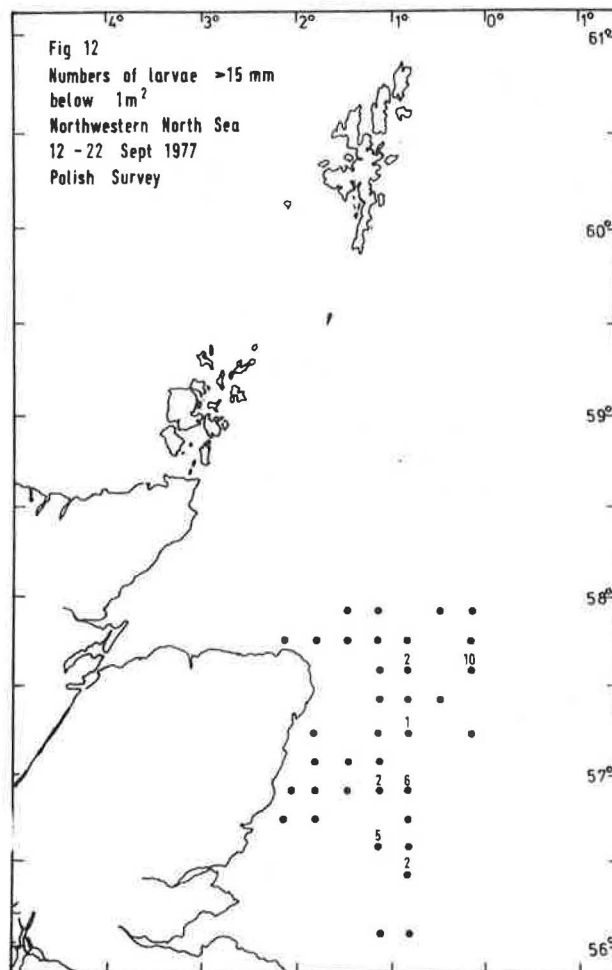 4° 3° 2° 1° 0° 1°
61°
Fig 12
Numbers of larvae >15 mm
below 1m²
Northwestern North Sea
12 - 22 Sept 1977
Polish Survey
60°
59°
58°
2 10
1
57°
2 6
5
2
56°